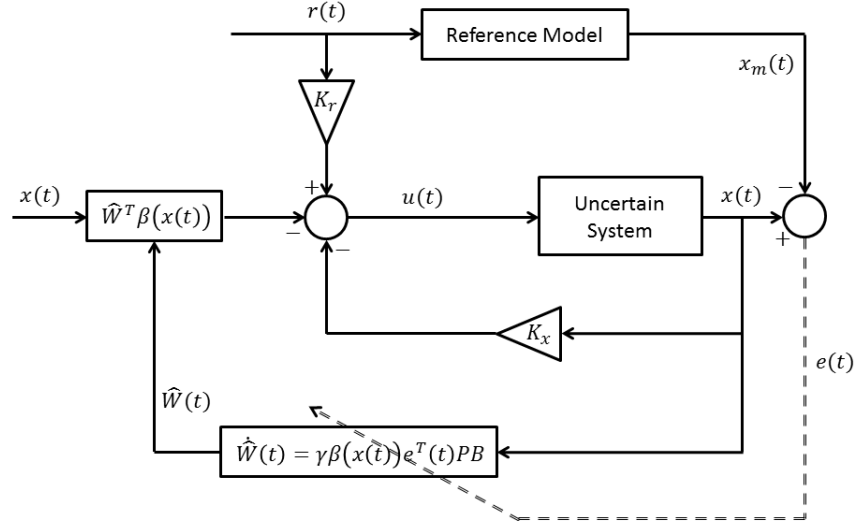 r(t)
Reference Model
x_m(t)
K_r
x(t)
Ŵ^T β(x(t))
+
−
−
u(t)
Uncertain
System
x(t)
−
+
K_x
e(t)
Ŵ(t)
Ŵ̇(t) = γβ(x(t))e^T(t)PB